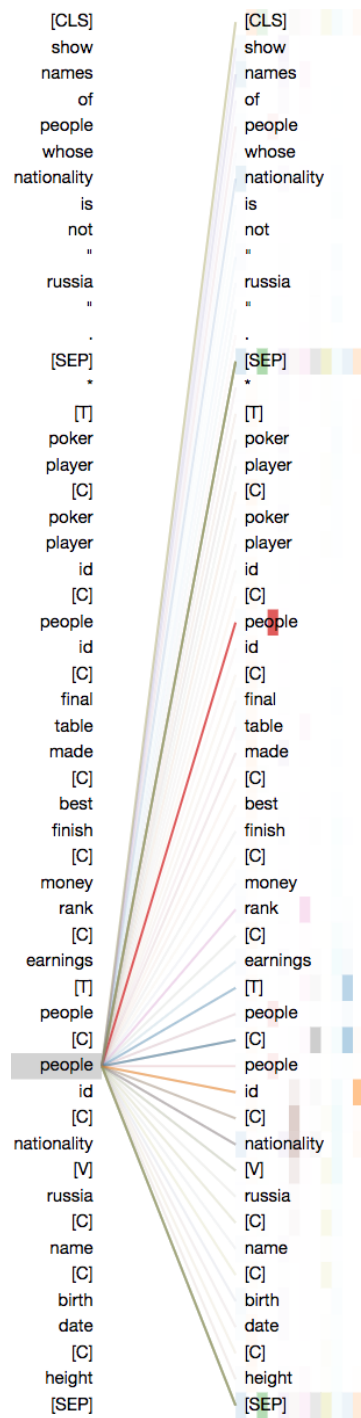 [CLS] [CLS]
show show
names names
of of
people people
whose whose
nationality nationality
is is
not not
" "
russia russia
" "
. .
[SEP] [SEP]
* *
[T] [T]
poker poker
player player
[C] [C]
poker poker
player player
id id
[C] [C]
people people
id id
[C] [C]
final final
table table
made made
[C] [C]
best best
finish finish
[C] [C]
money money
rank rank
[C] [C]
earnings earnings
[T] [T]
people people
[C] [C]
people people
id id
[C] [C]
nationality nationality
[V] [V]
russia russia
[C] [C]
name name
[C] [C]
birth birth
date date
[C] [C]
height height
[SEP] [SEP]